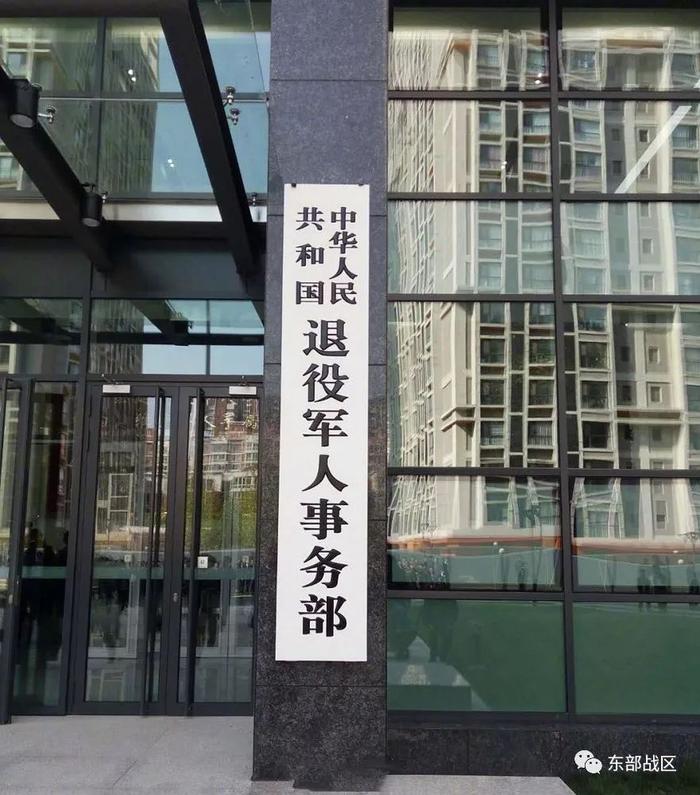 中华人民
共和国
退役军人事务部
东部战区